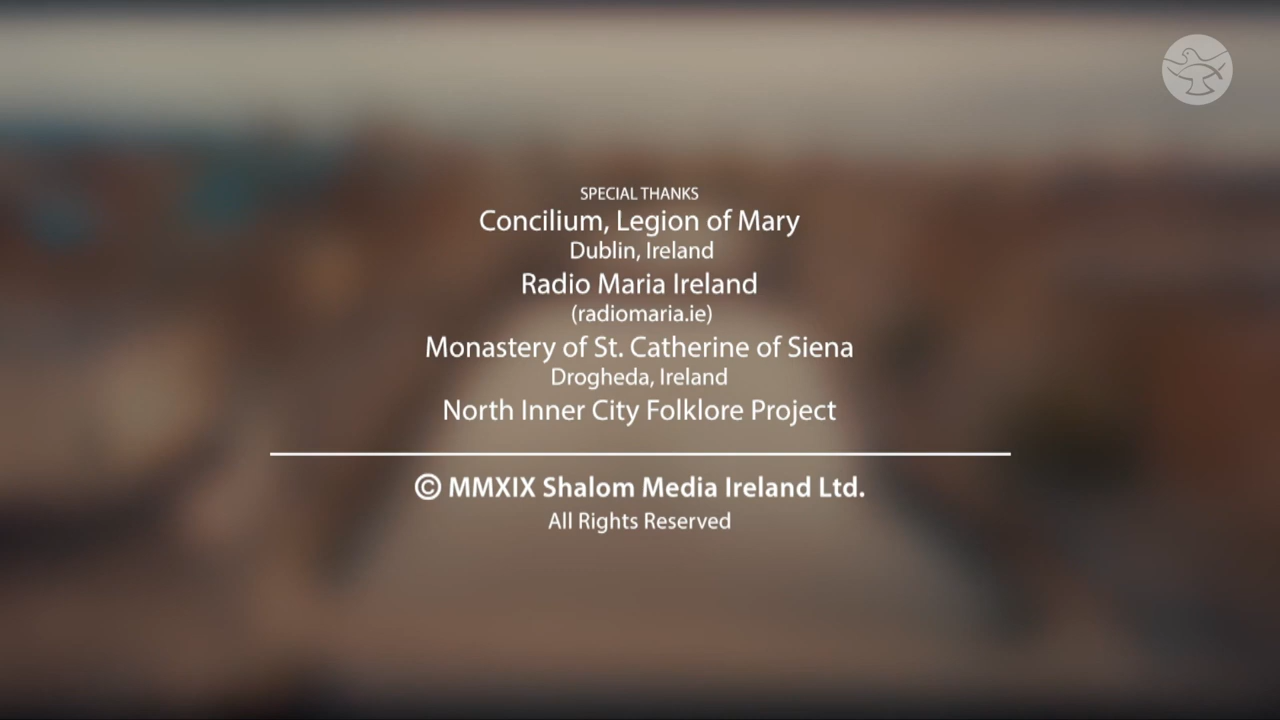 SPECIAL THANKS
Concilium, Legion of Mary
Dublin, Ireland
Radio Maria Ireland
(radiomaria.ie)
Monastery of St. Catherine of Siena
Drogheda, Ireland
North Inner City Folklore Project
© MMXIX Shalom Media Ireland Ltd.
All Rights Reserved